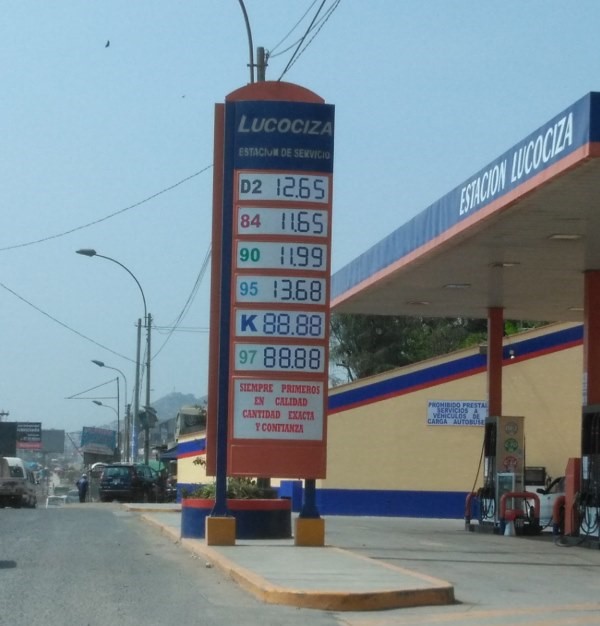 LUCOCIZA
ESTACION DE SERVICIO
D2 12.65
84 11.65
90 11.99
95 13.68
K 88.88
97 88.88
SIEMPRE PRIMEROS
EN CALIDAD
CANTIDAD EXACTA
Y CONFIANZA
ESTACION LUCOCIZA
PROHIBIDO PRESTAR
SERVICIOS A
VEHICULOS DE
CARGA AUTOBUSE